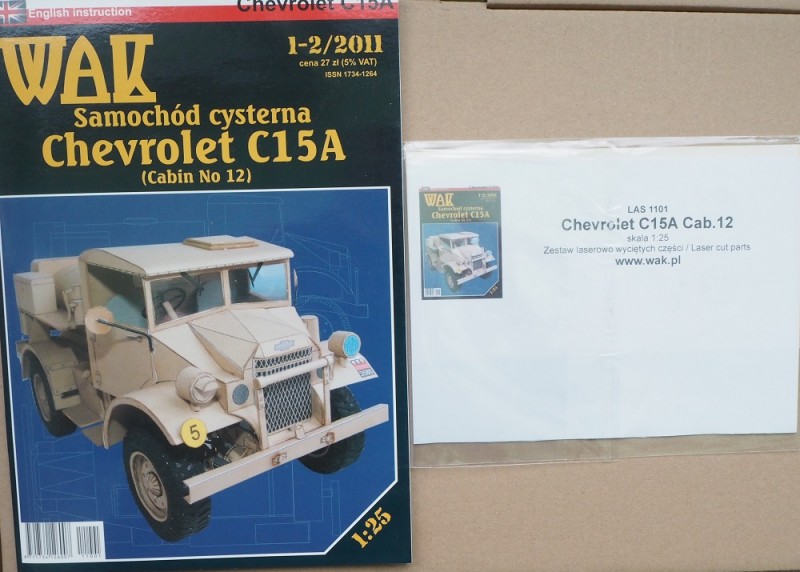 English instruction
Chevrolet C15A
WAK
1-2/2011
cena 27 zł (5% VAT)
ISSN 1734-1264
Samochód cysterna
Chevrolet C15A
(Cabin No 12)
5
1:25
LAS 1101
Chevrolet C15A Cab.12
skala 1:25
Zestaw laserowo wyciętych części / Laser cut parts
www.wak.pl
WAK
Samochód cysterna
Chevrolet C15A